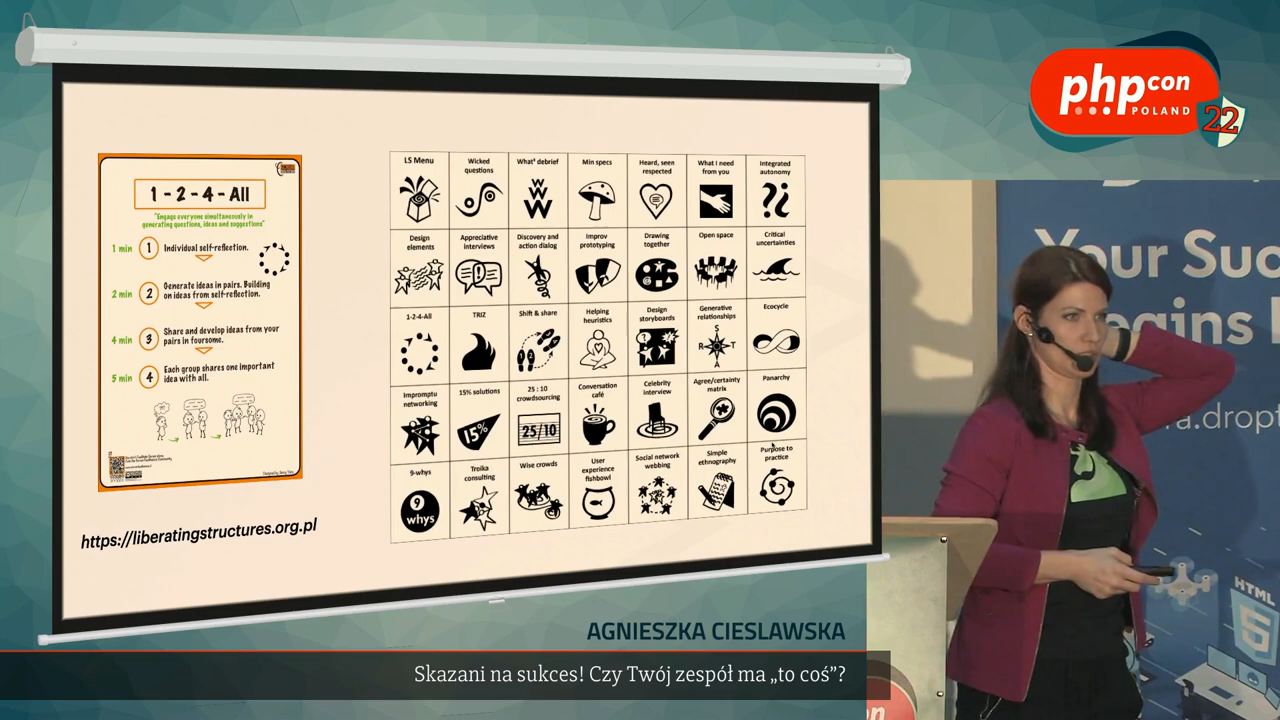 phpcon
POLAND
22
1 - 2 - 4 - All
"Engage everyone simultaneously in
generating questions, ideas and suggestions"
1 min
1
Individual self-reflection.
2 min
2
Generate ideas in pairs. Building
on ideas from self-reflection.
4 min
3
Share and develop ideas from your
pairs in foursome.
5 min
4
Each group shares one important
idea with all.
https://liberatingstructures.org.pl
LS Menu
Wicked
questions
What³ debrief
W
W
W
Min specs
Heard, seen
respected
What I need
from you
Integrated
autonomy
Design
elements
Appreciative
interviews
Discovery and
action dialog
Improv
prototyping
Drawing
together
Open space
Critical
uncertainties
1-2-4-All
TRIZ
Shift & share
Helping
heuristics
Design
storyboards
Generative
relationships
S
R
T
Ecocycle
Impromptu
networking
15% solutions
15%
25 : 10
crowdsourcing
25/10
Conversation
café
Celebrity
interview
Agree/certainty
matrix
Panarchy
9-whys
9
whys
Troika
consulting
Wise crowds
User
experience
fishbowl
Social network
webbing
Simple
ethnography
Purpose to
practice
Your Suc
egins
ra.dropt
HTML
5
AGNIESZKA CIESLAWSKA
Skazani na sukces! Czy Twój zespół ma „to coś”?